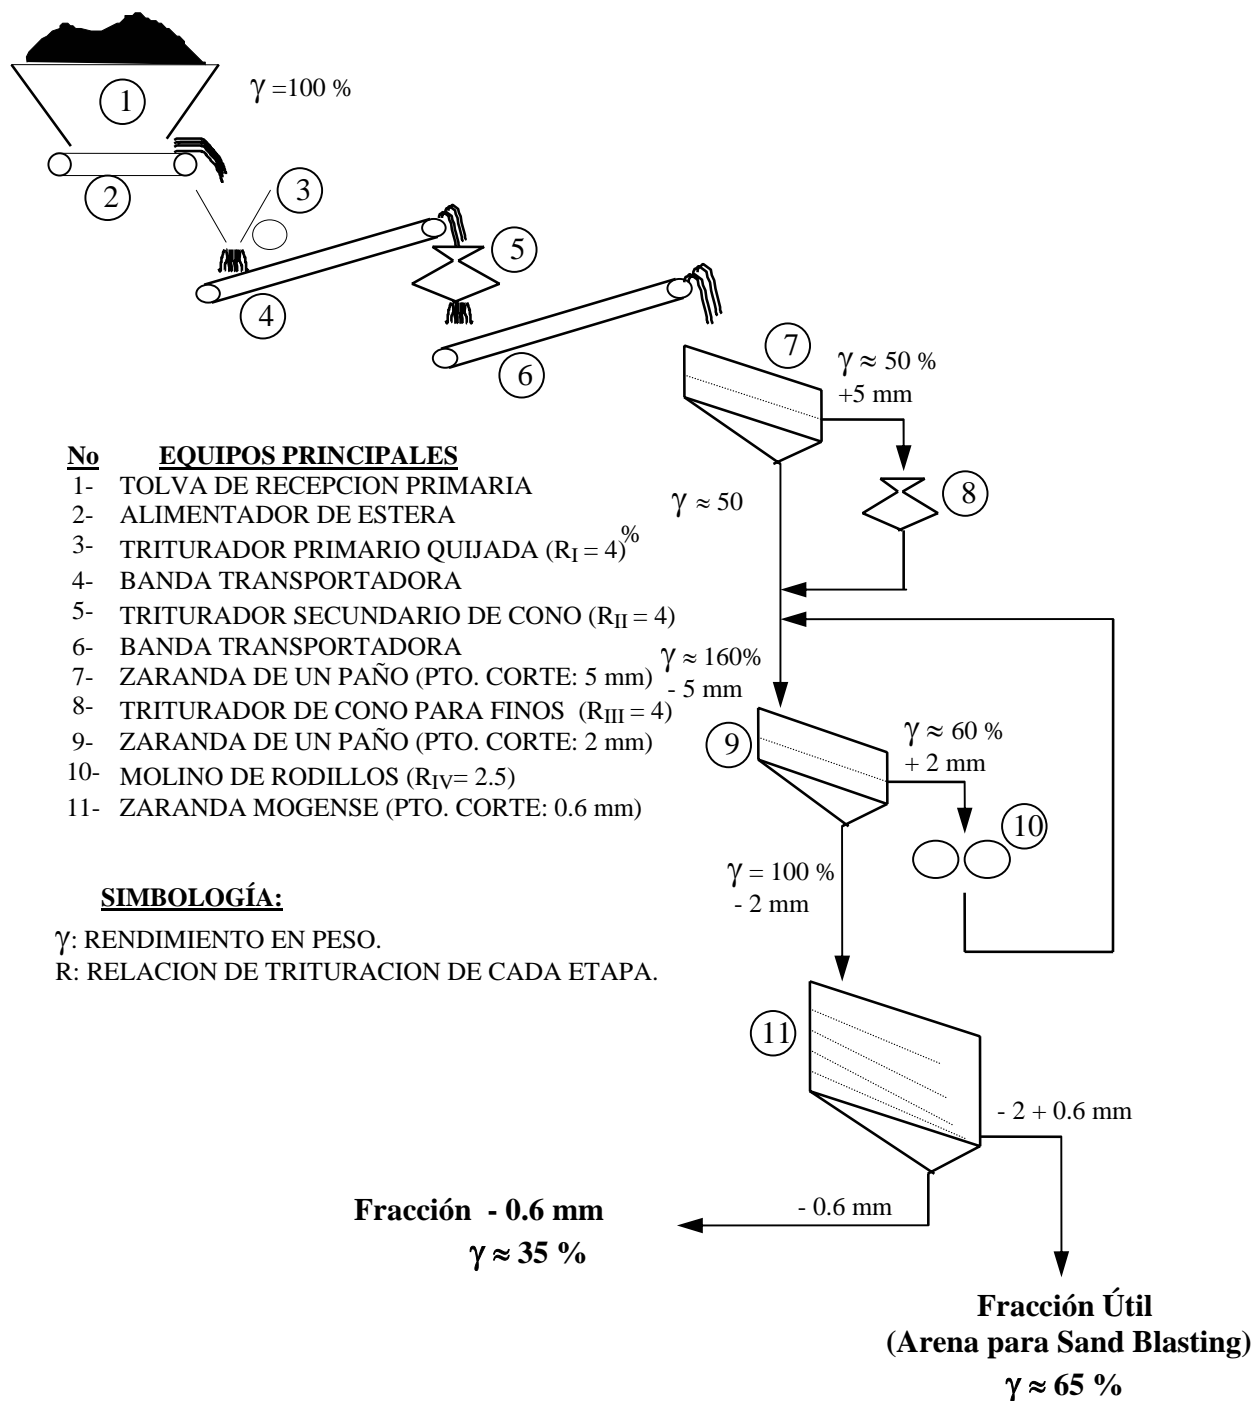 1
γ =100 %
2
3
4
5
6
7
γ ≈ 50 %
+5 mm
8
γ ≈ 50
%
No EQUIPOS PRINCIPALES
1- TOLVA DE RECEPCION PRIMARIA
2- ALIMENTADOR DE ESTERA
3- TRITURADOR PRIMARIO QUIJADA (RI = 4)
4- BANDA TRANSPORTADORA
5- TRITURADOR SECUNDARIO DE CONO (RII = 4)
6- BANDA TRANSPORTADORA
7- ZARANDA DE UN PAÑO (PTO. CORTE: 5 mm)
8- TRITURADOR DE CONO PARA FINOS (RIII = 4)
9- ZARANDA DE UN PAÑO (PTO. CORTE: 2 mm)
10- MOLINO DE RODILLOS (RIV= 2.5)
11- ZARANDA MOGENSE (PTO. CORTE: 0.6 mm)
γ ≈ 160%
- 5 mm
9
γ ≈ 60 %
+ 2 mm
10
γ = 100 %
- 2 mm
SIMBOLOGÍA:
γ: RENDIMIENTO EN PESO.
R: RELACION DE TRITURACION DE CADA ETAPA.
11
- 2 + 0.6 mm
- 0.6 mm
Fracción - 0.6 mm
γ ≈ 35 %
Fracción Útil
(Arena para Sand Blasting)
γ ≈ 65 %